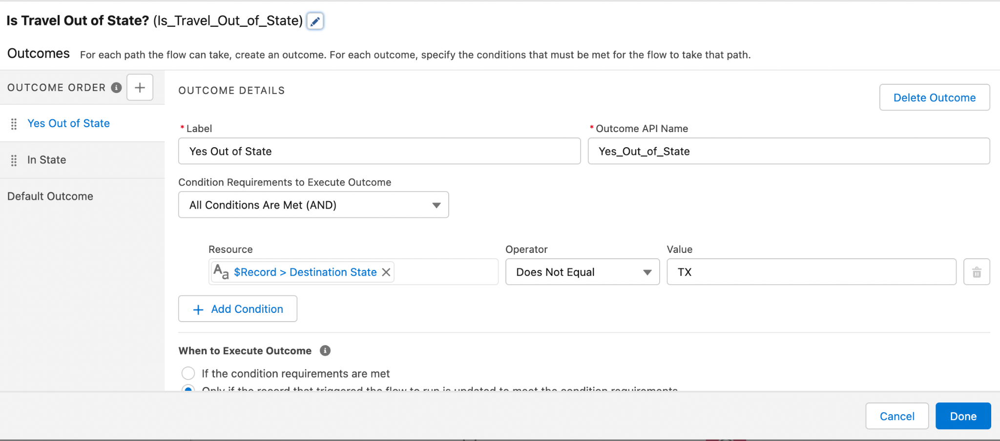 Is Travel Out of State? (Is_Travel_Out_of_State)
Outcomes For each path the flow can take, create an outcome. For each outcome, specify the conditions that must be met for the flow to take that path.
OUTCOME ORDER
Yes Out of State
In State
Default Outcome
OUTCOME DETAILS
Delete Outcome
* Label
Yes Out of State
* Outcome API Name
Yes_Out_of_State
Condition Requirements to Execute Outcome
All Conditions Are Met (AND)
Resource
Aa $Record > Destination State
Operator
Does Not Equal
Value
TX
Add Condition
When to Execute Outcome
If the condition requirements are met
Only if the record that triggered the flow to run is updated to meet the condition requirements
Cancel
Done